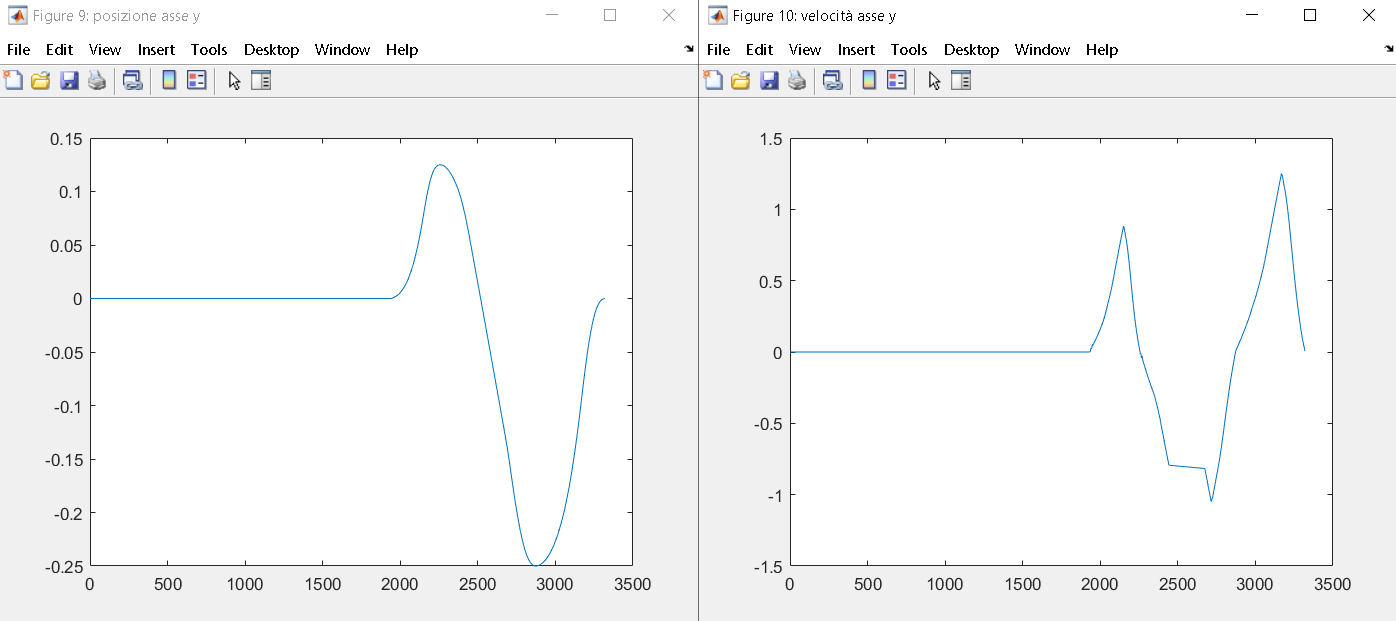 Figure 9: posizione asse y
File Edit View Insert Tools Desktop Window Help
0.15
0.1
0.05
0
-0.05
-0.1
-0.15
-0.2
-0.25
0 500 1000 1500 2000 2500 3000 3500
Figure 10: velocità asse y
File Edit View Insert Tools Desktop Window Help
1.5
1
0.5
0
-0.5
-1
-1.5
0 500 1000 1500 2000 2500 3000 3500